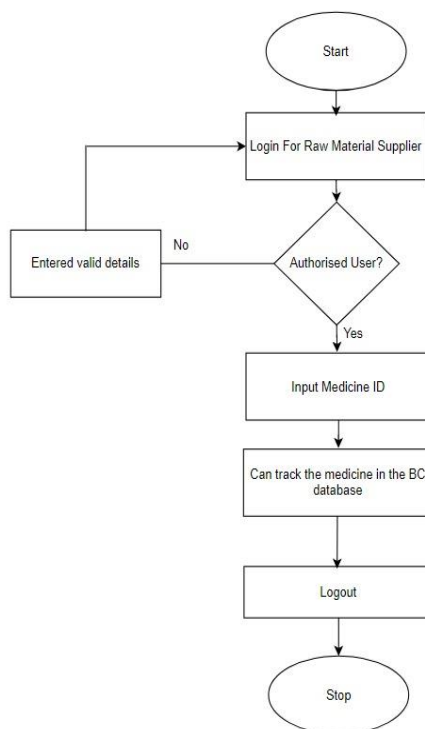 Start
Login For Raw Material Supplier
Authorised User?
No
Entered valid details
Yes
Input Medicine ID
Can track the medicine in the BC
database
Logout
Stop